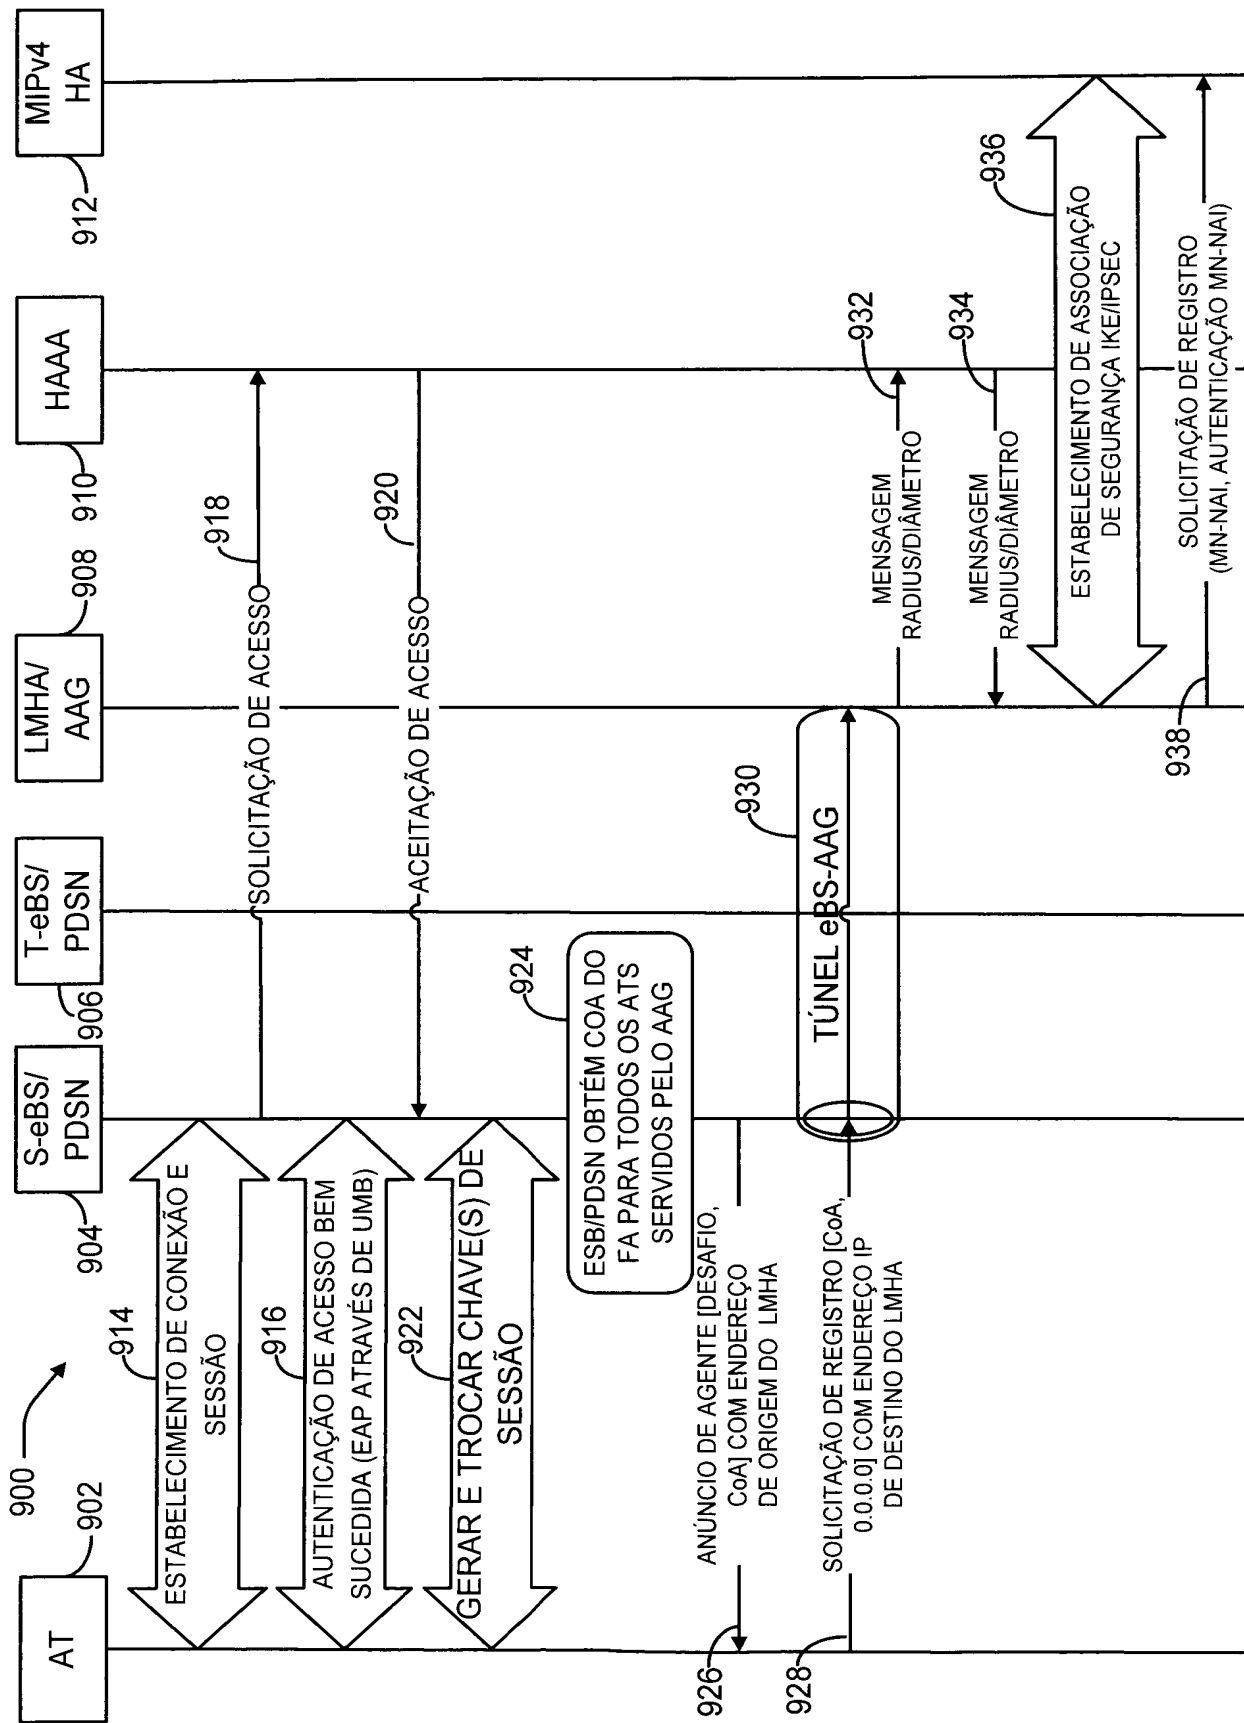 900
AT
902
S-eBS/
PDSN
904
T-eBS/
PDSN
906
LMHA/
AAG
908
HAAA
910
MIPv4
HA
912
ESTABELECIMENTO DE CONEXÃO E
SESSÃO
914
AUTENTICAÇÃO DE ACESSO BEM
SUCEDIDA (EAP ATRAVÉS DE UMB)
916
SOLICITAÇÃO DE ACESSO
918
ACEITAÇÃO DE ACESSO
920
GERAR E TROCAR CHAVE(S) DE
SESSÃO
922
ESB/PDSN OBTÉM COA DO
FA PARA TODOS OS ATS
SERVIDOS PELO AAG
924
ANÚNCIO DE AGENTE [DESAFIO,
CoA] COM ENDEREÇO
DE ORIGEM DO LMHA
926
SOLICITAÇÃO DE REGISTRO [CoA,
0.0.0.0] COM ENDEREÇO IP
DE DESTINO DO LMHA
928
TÚNEL eBS-AAG
930
MENSAGEM
RADIUS/DIÂMETRO
932
MENSAGEM
RADIUS/DIÂMETRO
934
ESTABELECIMENTO DE ASSOCIAÇÃO
DE SEGURANÇA IKE/IPSEC
936
SOLICITAÇÃO DE REGISTRO
(MN-NAI, AUTENTICAÇÃO MN-NAI)
938